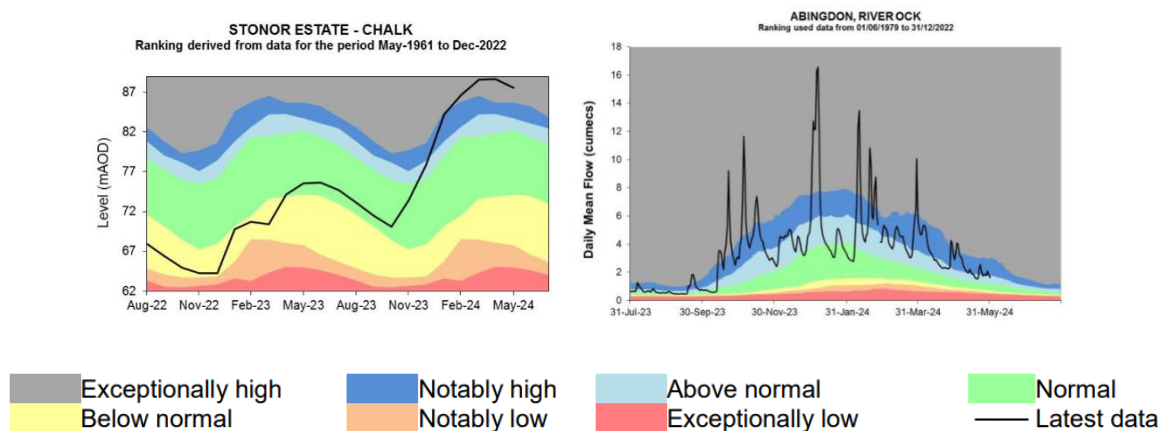 STONOR ESTATE - CHALK
Ranking derived from data for the period May-1961 to Dec-2022
Level (mAOD)
87
82
77
72
67
62
Aug-22 Nov-22 Feb-23 May-23 Aug-23 Nov-23 Feb-24 May-24
ABINGDON, RIVER OCK
Ranking used data from 01/06/1979 to 31/12/2022
Daily Mean Flow (cumecs)
18
16
14
12
10
8
6
4
2
0
31-Jul-23 30-Sep-23 30-Nov-23 31-Jan-24 31-Mar-24 31-May-24
Exceptionally high Notably high Above normal Normal
Below normal Notably low Exceptionally low Latest data